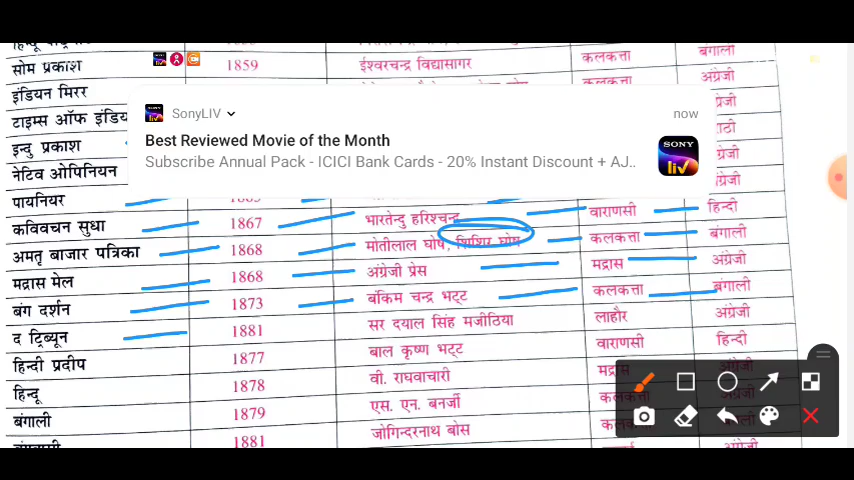 सोम प्रकाश 1859 ईश्वरचन्द्र विद्यासागर कलकत्ता बंगाली
इंडियन मिरर अंग्रेजी
SonyLIV now
टाइम्स ऑफ इंडिया
Best Reviewed Movie of the Month
इन्दु प्रकाश
Subscribe Annual Pack - ICICI Bank Cards - 20% Instant Discount + AJ..
SONY
liv
नेटिव ओपिनियन
पायनियर
कविवचन सुधा 1867 भारतेन्दु हरिश्चन्द्र वाराणसी हिन्दी
अमृत बाजार पत्रिका 1868 मोतीलाल घोष, शिशिर घोष कलकत्ता बंगाली
मद्रास मेल 1868 अंग्रेजी प्रेस मद्रास अंग्रेजी
बंग दर्शन 1873 बंकिम चन्द्र भट्ट कलकत्ता बंगाली
द ट्रिब्यून 1881 सर दयाल सिंह मजीठिया लाहौर अंग्रेजी
हिन्दी प्रदीप 1877 बाल कृष्ण भट्ट वाराणसी हिन्दी
हिन्दू 1878 वी. राघवाचारी
बंगाली 1879 एस. एन. बनर्जी
1881 जोगिन्दरनाथ बोस